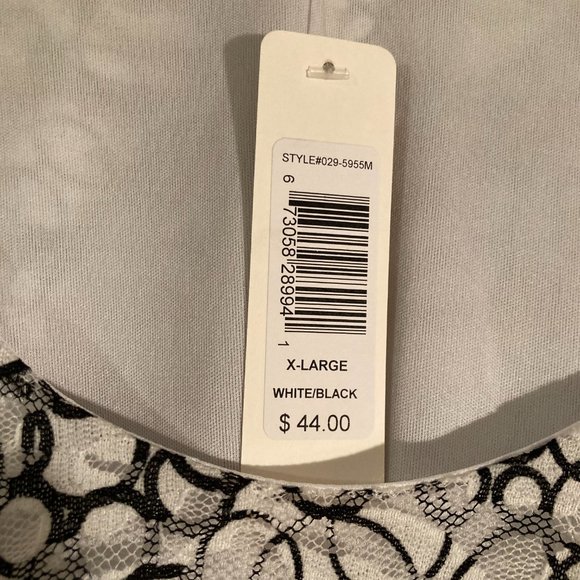 STYLE#029-5955M
6 73058 28994 1
X-LARGE
WHITE/BLACK
$ 44.00